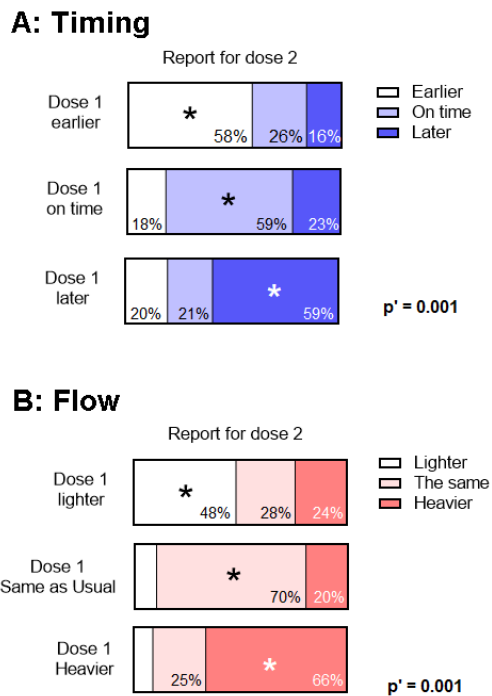 A: Timing
Report for dose 2
Dose 1
earlier
*
58%
26%
16%
Earlier
On time
Later
Dose 1
on time
*
18%
59%
23%
Dose 1
later
*
20%
21%
59%
p' = 0.001
B: Flow
Report for dose 2
Dose 1
lighter
*
48%
28%
24%
Lighter
The same
Heavier
Dose 1
Same as Usual
*
70%
20%
Dose 1
Heavier
*
25%
66%
p' = 0.001